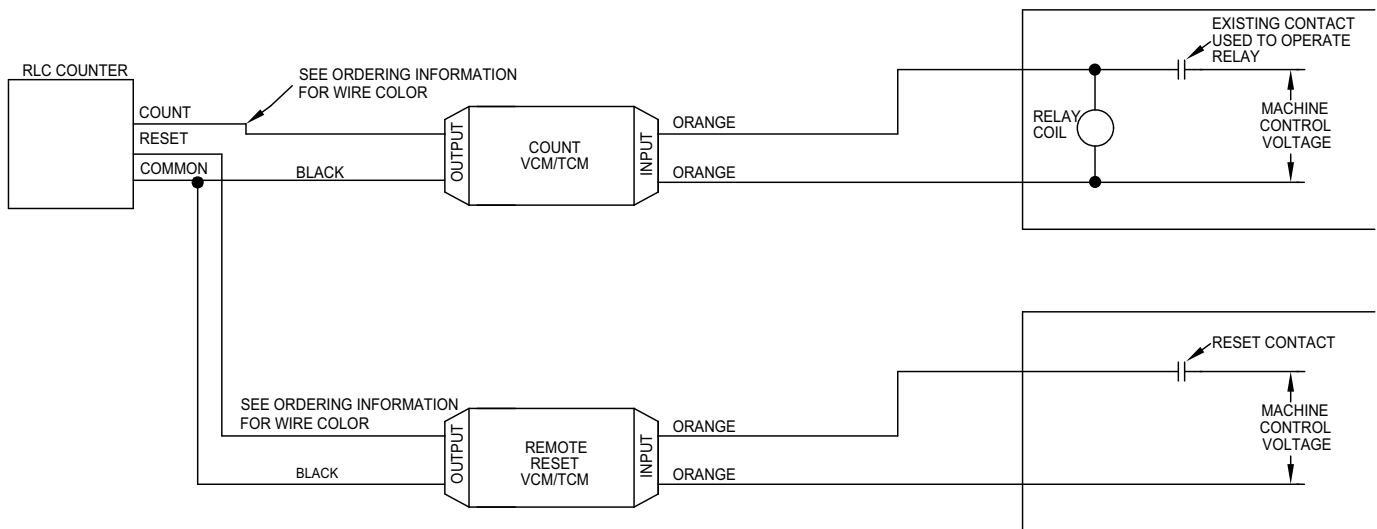 RLC COUNTER
COUNT
RESET
COMMON
SEE ORDERING INFORMATION
FOR WIRE COLOR
BLACK
OUTPUT
COUNT
VCM/TCM
INPUT
ORANGE
ORANGE
EXISTING CONTACT
USED TO OPERATE
RELAY
RELAY
COIL
MACHINE
CONTROL
VOLTAGE
SEE ORDERING INFORMATION
FOR WIRE COLOR
BLACK
OUTPUT
REMOTE
RESET
VCM/TCM
INPUT
ORANGE
ORANGE
RESET CONTACT
MACHINE
CONTROL
VOLTAGE